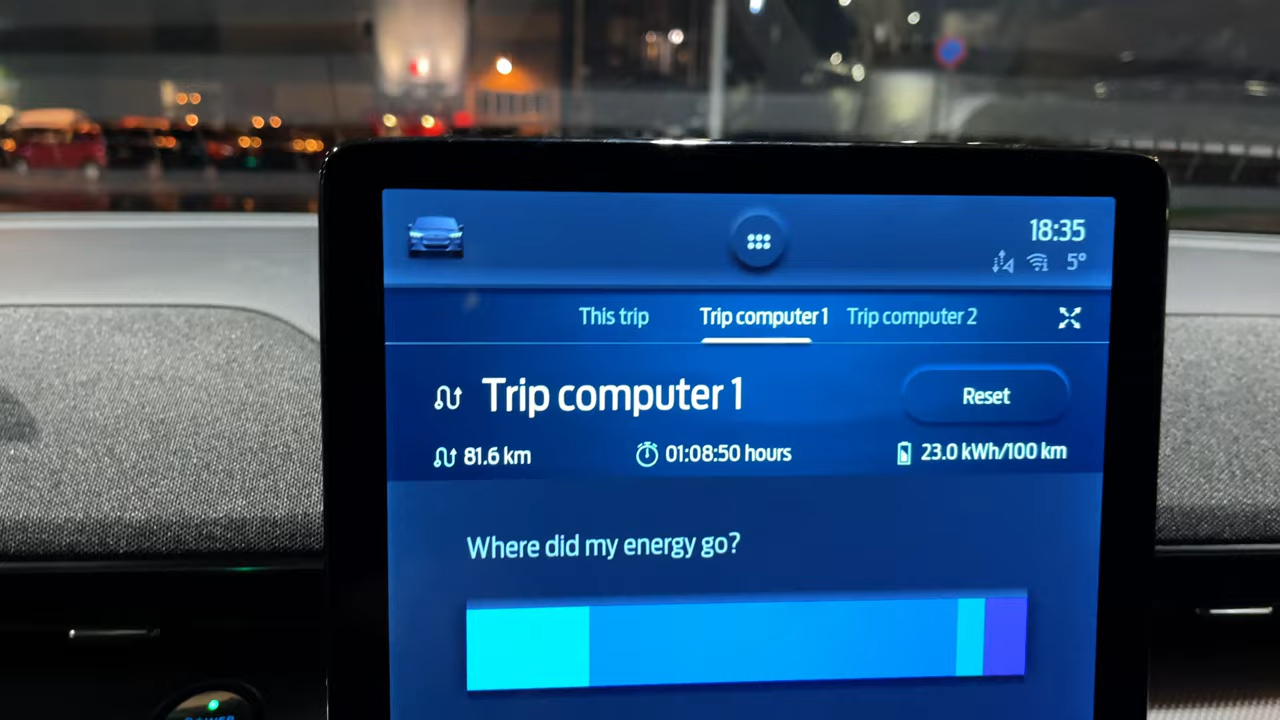 18:35
5°
This trip
Trip computer 1
Trip computer 2
Trip computer 1
Reset
81.6 km
01:08:50 hours
23.0 kWh/100 km
Where did my energy go?
POWER